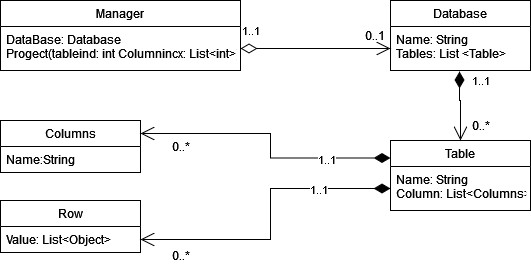 Manager
DataBase: Database
Progect(tableind: int Columnincx: List<int>
1..1
0..1
Database
Name: String
Tables: List <Table>
1..1
0..*
Columns
Name:String
0..*
1..1
Table
Name: String
Column: List<Columns>
1..1
Row
Value: List<Object>
0..*